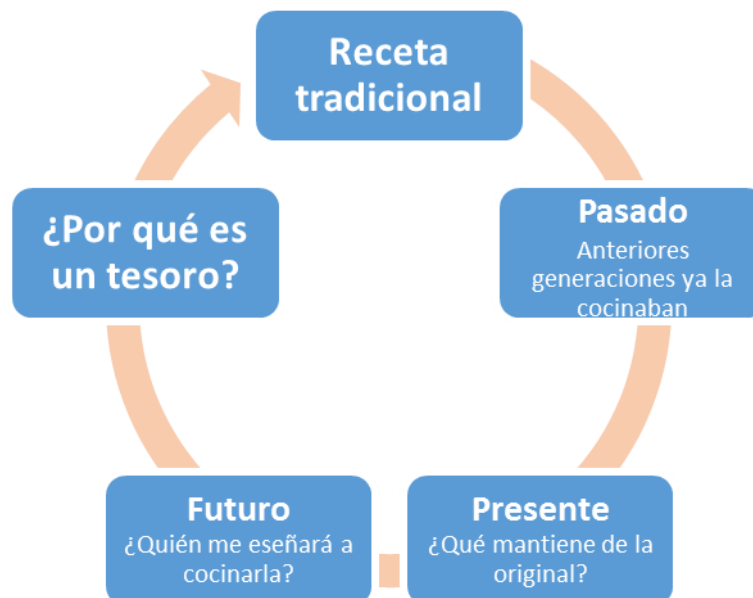 Receta
tradicional
Pasado
Anteriores
generaciones ya la
cocinaban
Presente
¿Qué mantiene de la
original?
Futuro
¿Quién me eseñará a
cocinarla?
¿Por qué es
un tesoro?